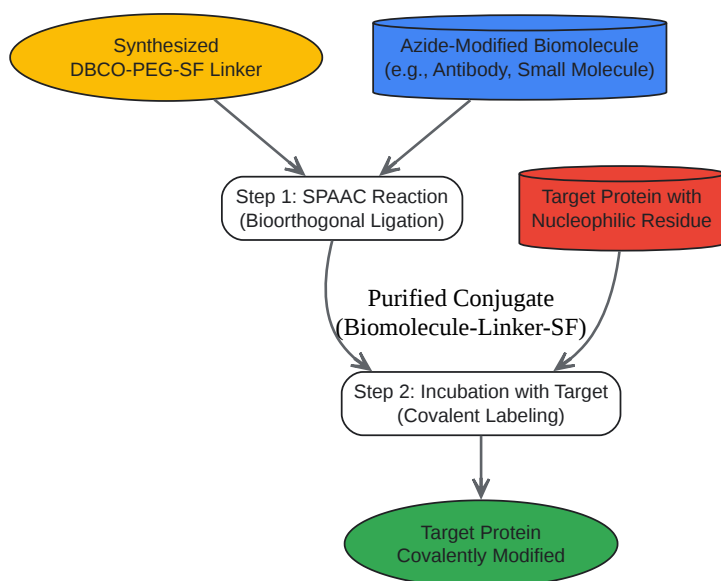 Synthesized
DBCO-PEG-SF Linker
Azide-Modified Biomolecule
(e.g., Antibody, Small Molecule)
Step 1: SPAAC Reaction
(Bioorthogonal Ligation)
Target Protein with
Nucleophilic Residue
Purified Conjugate
(Biomolecule-Linker-SF)
Step 2: Incubation with Target
(Covalent Labeling)
Target Protein
Covalently Modified